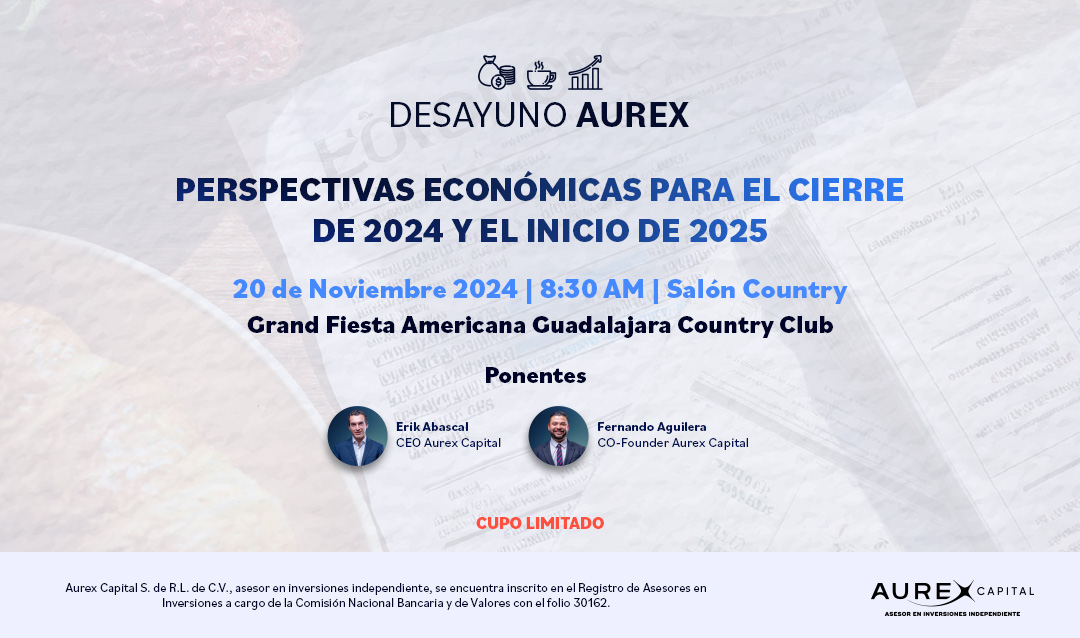 DESAYUNO AUREX
PERSPECTIVAS ECONÓMICAS PARA EL CIERRE
DE 2024 Y EL INICIO DE 2025
20 de Noviembre 2024 | 8:30 AM | Salón Country
Grand Fiesta Americana Guadalajara Country Club
Ponentes
Erik Abascal
CEO Aurex Capital
Fernando Aguilera
CO-Founder Aurex Capital
CUPO LIMITADO
Aurex Capital S. de R.L. de C.V., asesor en inversiones independiente, se encuentra inscrito en el Registro de Asesores en
Inversiones a cargo de la Comisión Nacional Bancaria y de Valores con el folio 30162.
AUREX CAPITAL
ASESOR EN INVERSIONES INDEPENDIENTE